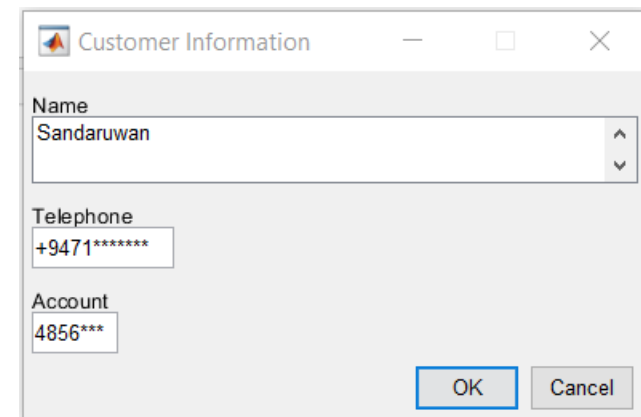 Customer Information
Name
Sandaruwan
Telephone
+9471*******
Account
4856***
OK Cancel